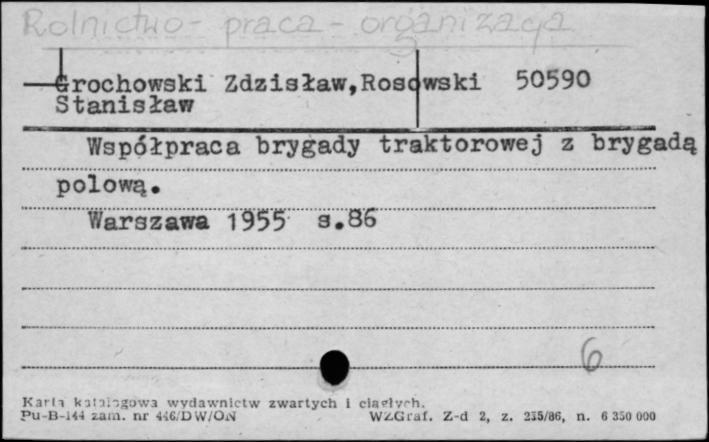 Rolnictwo - praca - organizacja
Grochowski Zdzisław,Rosowski 50590
Stanisław
Współpraca brygady traktorowej z brygadą
polową.
Warszawa 1955 s.86
6
Karta katalogowa wydawnictw zwartych i ciągłych.
Pu-B-144 zam. nr 446/DW/ON WZGraf. Z-d 2, z. 235/86, n. 6 350 000